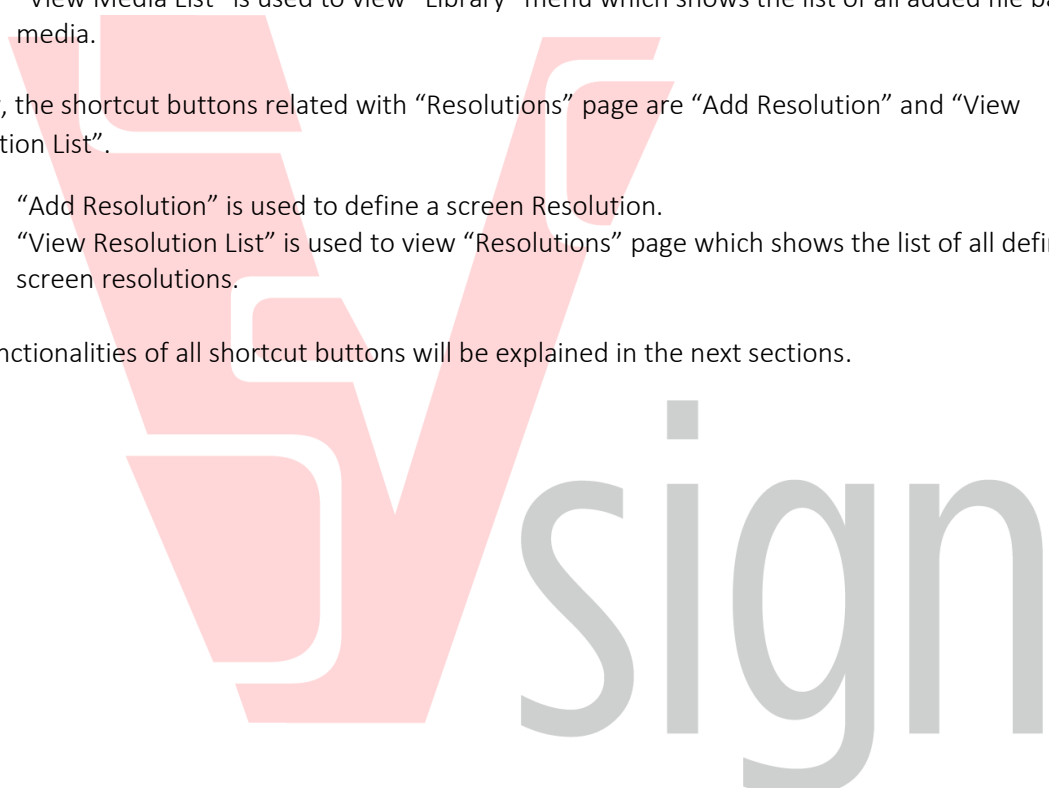 “View Media List” is used to view “Library” menu which shows the list of all added file
media.
, the shortcut buttons related with “Resolutions” page are “Add Resolution” and “View
tion List”.
“Add Resolution” is used to define a screen Resolution.
“View Resolution List” is used to view “Resolutions” page which shows the list of all
screen resolutions.
nctionalities of all shortcut buttons will be explained in the next sections.
Vsign